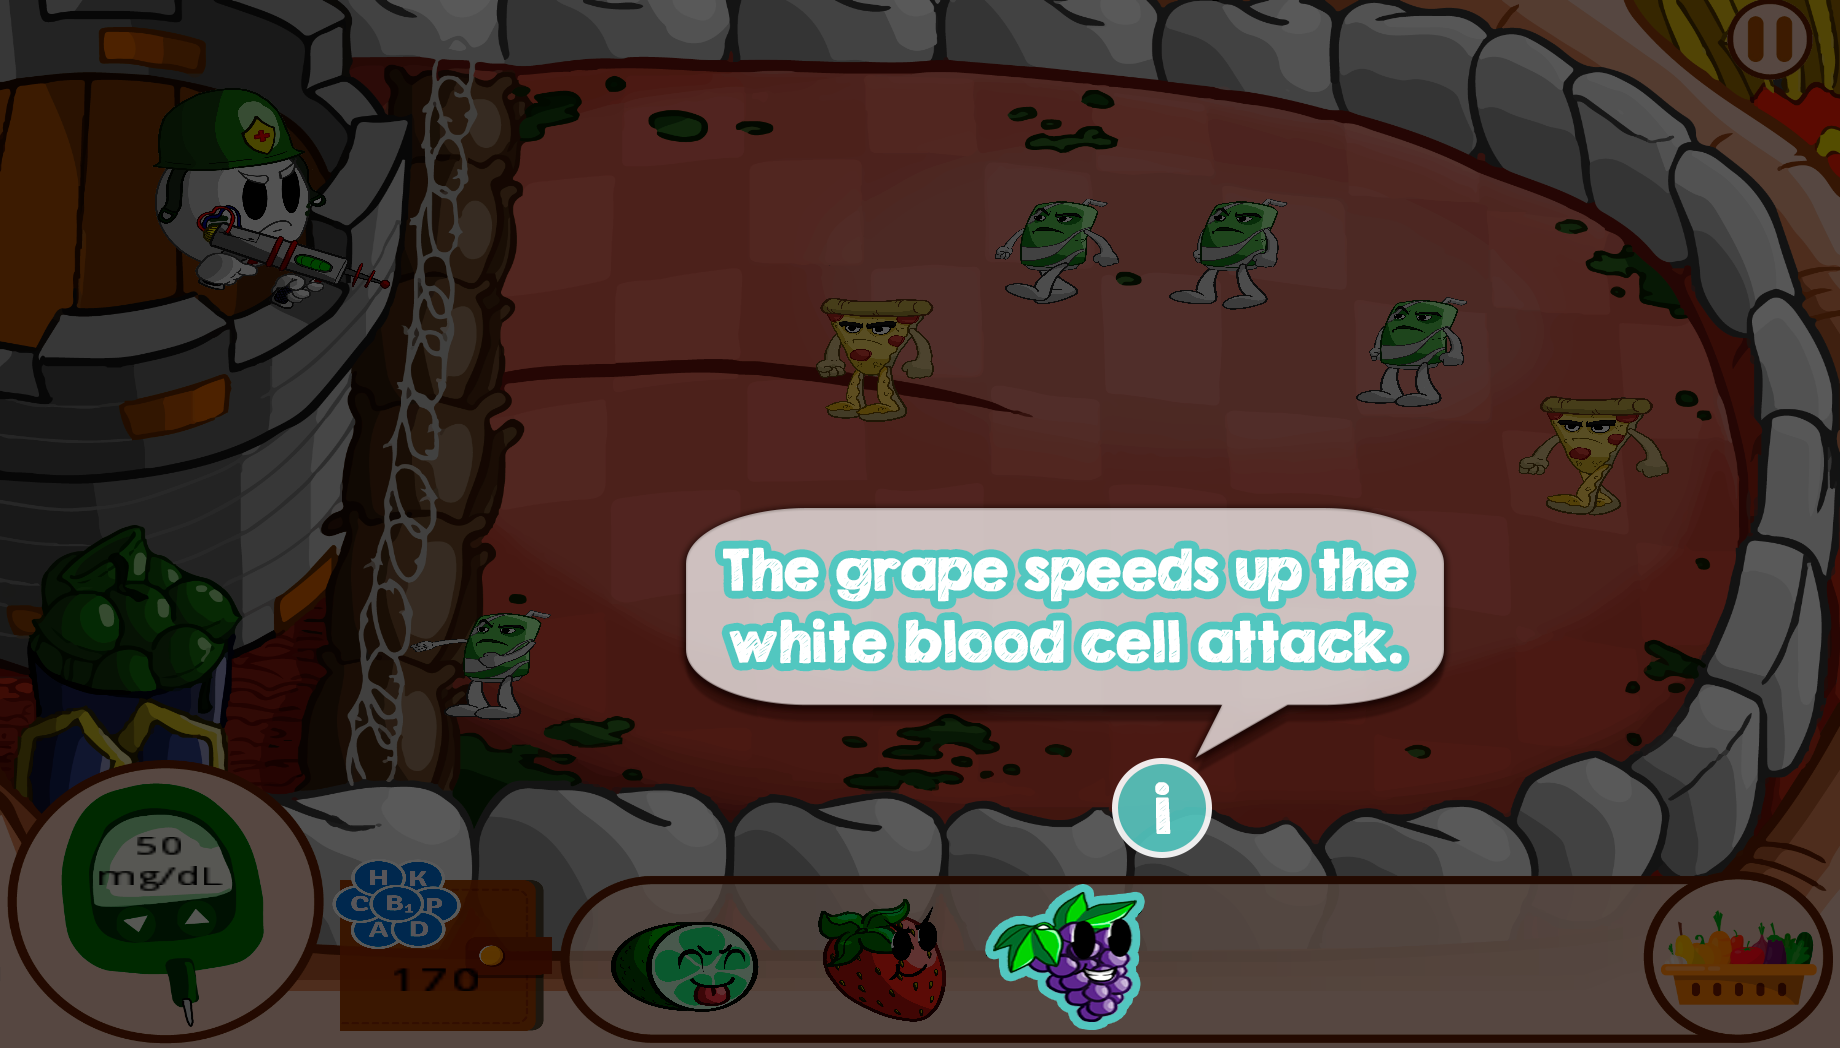 The grape speeds up the
white blood cell attack.
i
50
mg/dL
H K
C B₁ P
A D
170